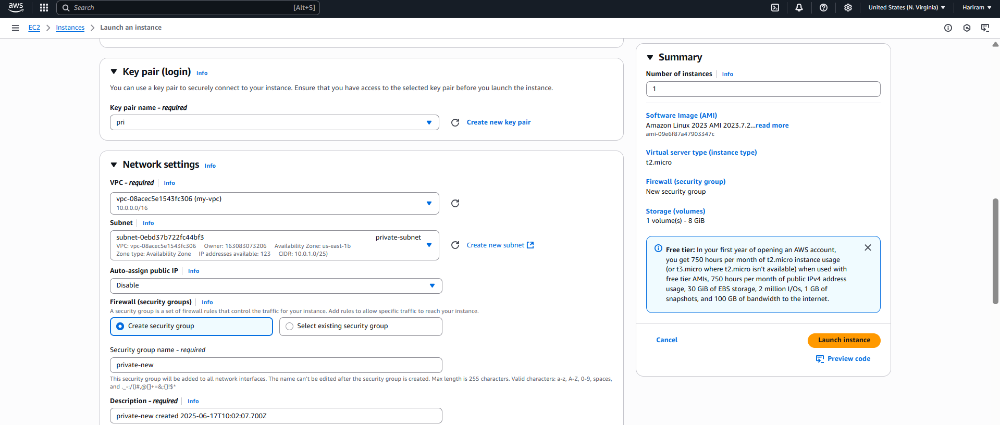 aws
Search [Alt+S]
United States (N. Virginia)
Hariram
EC2 Instances Launch an instance
Key pair (login) Info
You can use a key pair to securely connect to your instance. Ensure that you have access to the selected key pair before you launch the instance.
Key pair name - required
pri
Create new key pair
Network settings Info
VPC - required Info
vpc-08acec5e1543fc306 (my-vpc)
10.0.0.0/16
Subnet Info
subnet-0ebd37b722fc44bf3 private-subnet
VPC: vpc-08acec5e1543fc306 Owner: 163083073206 Availability Zone: us-east-1b
Zone type: Availability Zone IP addresses available: 123 CIDR: 10.0.1.0/25)
Create new subnet
Auto-assign public IP Info
Disable
Firewall (security groups) Info
A security group is a set of firewall rules that control the traffic for your instance. Add rules to allow specific traffic to reach your instance.
Create security group
Select existing security group
Security group name - required
private-new
This security group will be added to all network interfaces. The name can't be edited after the security group is created. Max length is 255 characters. Valid characters: a-z, A-Z, 0-9, spaces,
and ._-:/()#,@[]+=&;{}!$*
Description - required Info
private-new created 2025-06-17T10:02:07.700Z
Summary
Number of instances Info
1
Software Image (AMI)
Amazon Linux 2023 AMI 2023.7.2...read more
ami-09e6f87a47903347c
Virtual server type (instance type)
t2.micro
Firewall (security group)
New security group
Storage (volumes)
1 volume(s) - 8 GiB
Free tier: In your first year of opening an AWS account,
you get 750 hours per month of t2.micro instance usage
(or t3.micro where t2.micro isn't available) when used with
free tier AMIs, 750 hours per month of public IPv4 address
usage, 30 GiB of EBS storage, 2 million I/Os, 1 GB of
snapshots, and 100 GB of bandwidth to the internet.
Cancel
Launch instance
Preview code